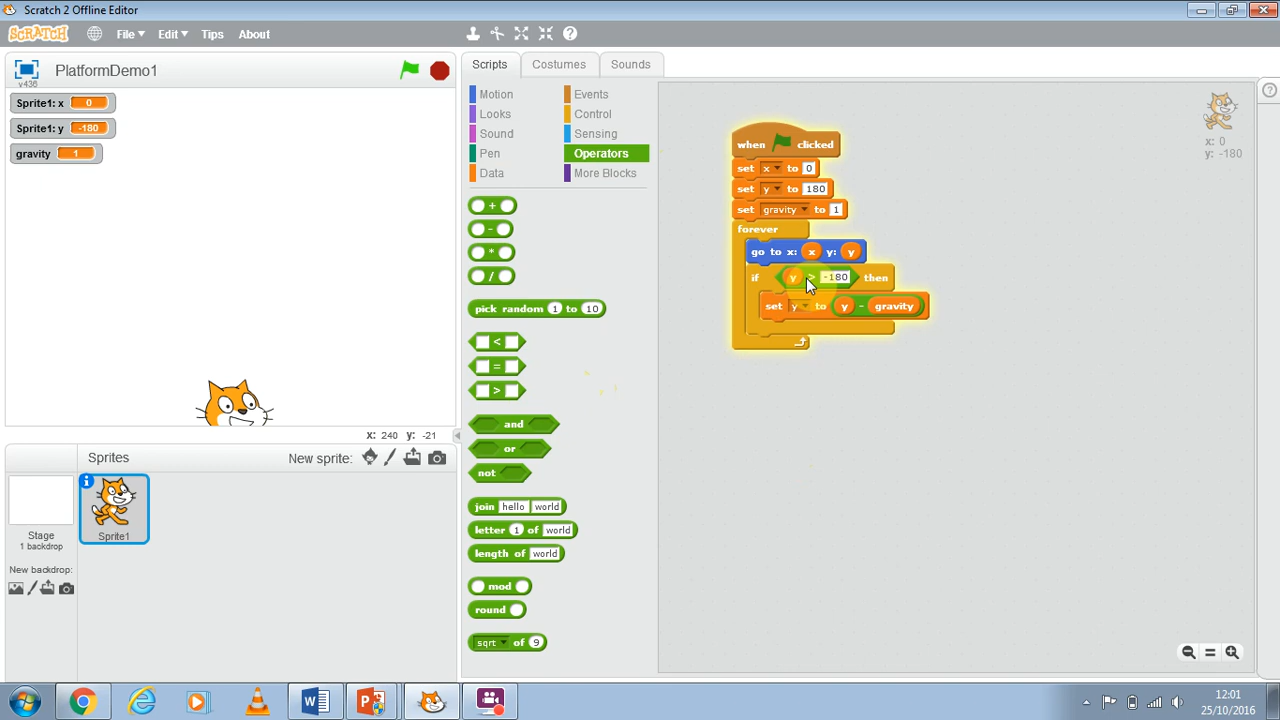 Scratch 2 Offline Editor
SCRATCH File Edit Tips About
PlatformDemo1
v436
Sprite1: x 0
Sprite1: y -180
gravity 1
x: 240 y: -21
Sprites New sprite:
Sprite1
Stage
1 backdrop
New backdrop:
Scripts Costumes Sounds
Motion Events
Looks Control
Sound Sensing
Pen Operators
Data More Blocks
+
-
*
/
pick random 1 to 10
<
=
>
and
or
not
join hello world
letter 1 of world
length of world
mod
round
sqrt of 9
when clicked
set x to 0
set y to 180
set gravity to 1
forever
go to x: x y: y
if y > -180 then
set y to y - gravity
x: 0
y: -180
12:01
25/10/2016